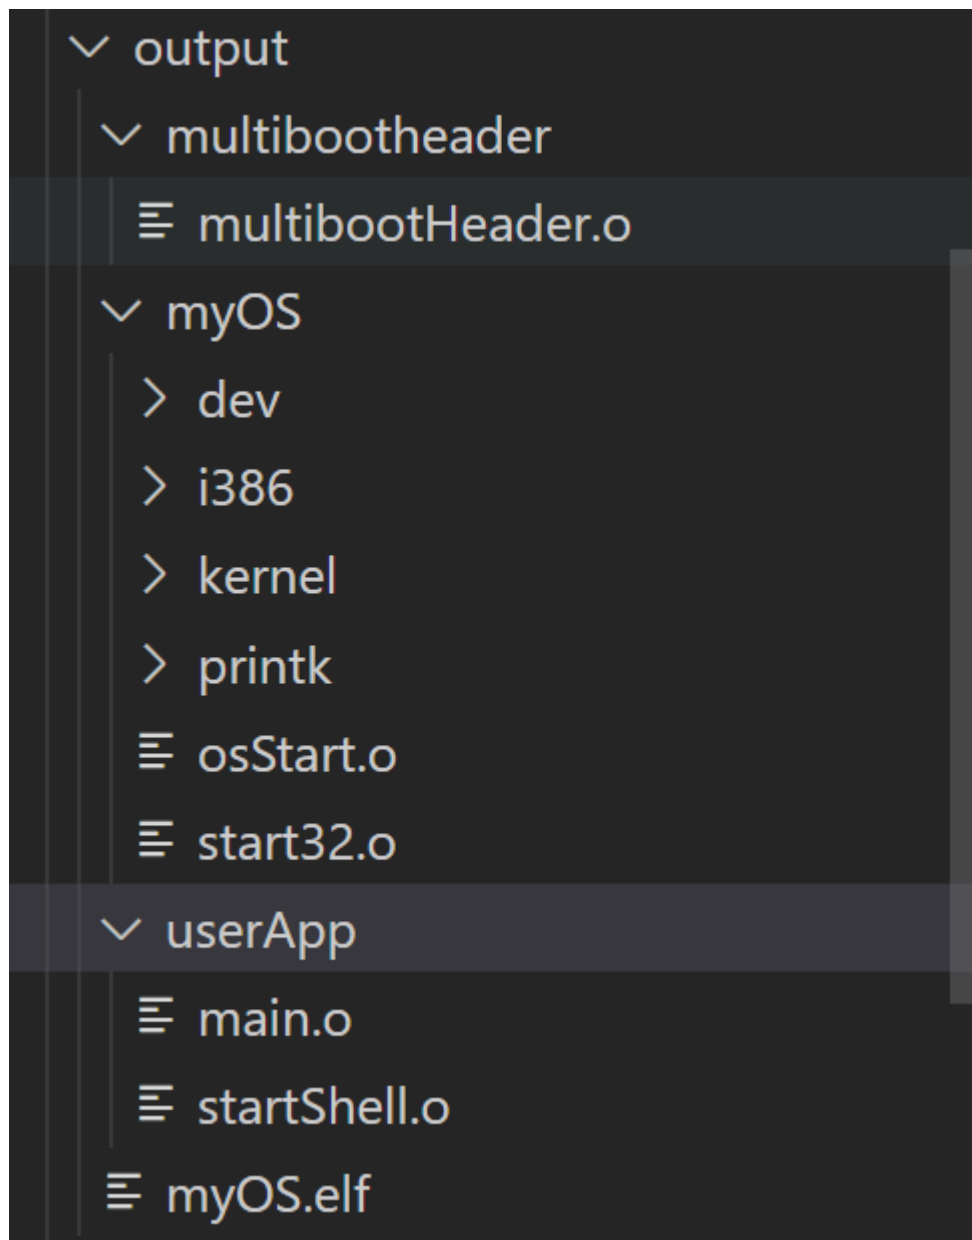 output
multibootheader
multibootHeader.o
myOS
dev
i386
kernel
printk
osStart.o
start32.o
userApp
main.o
startShell.o
myOS.elf